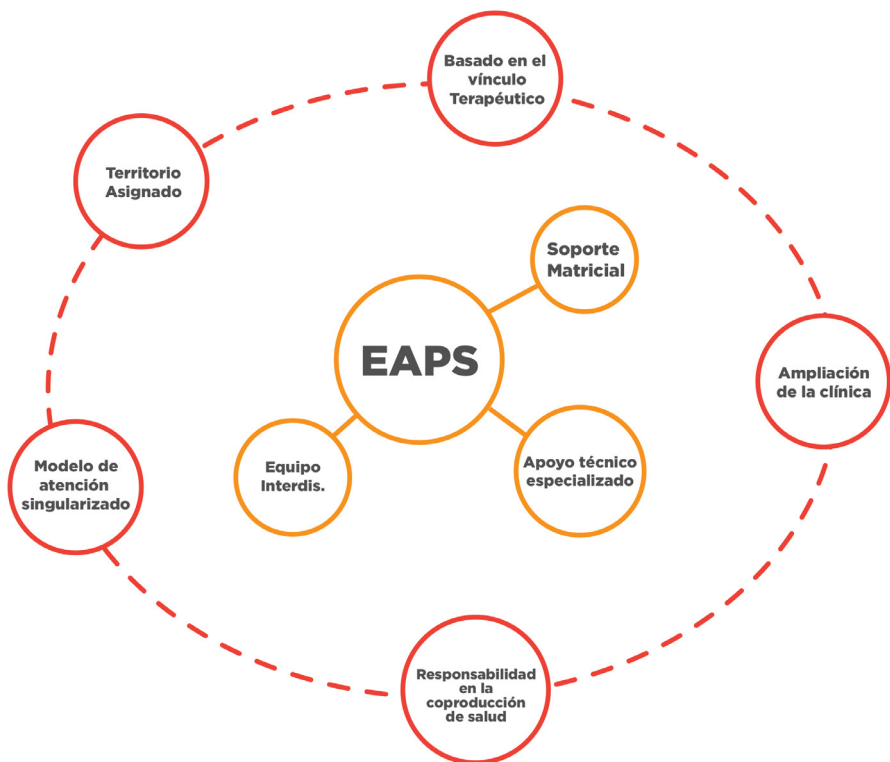 Basado en el
vínculo
Terapéutico
Territorio
Asignado
Soporte
Matricial
EAPS
Ampliación
de la clínica
Modelo de
atención
singularizado
Equipo
Interdis.
Apoyo técnico
especializado
Responsabilidad
en la
coproducción
de salud